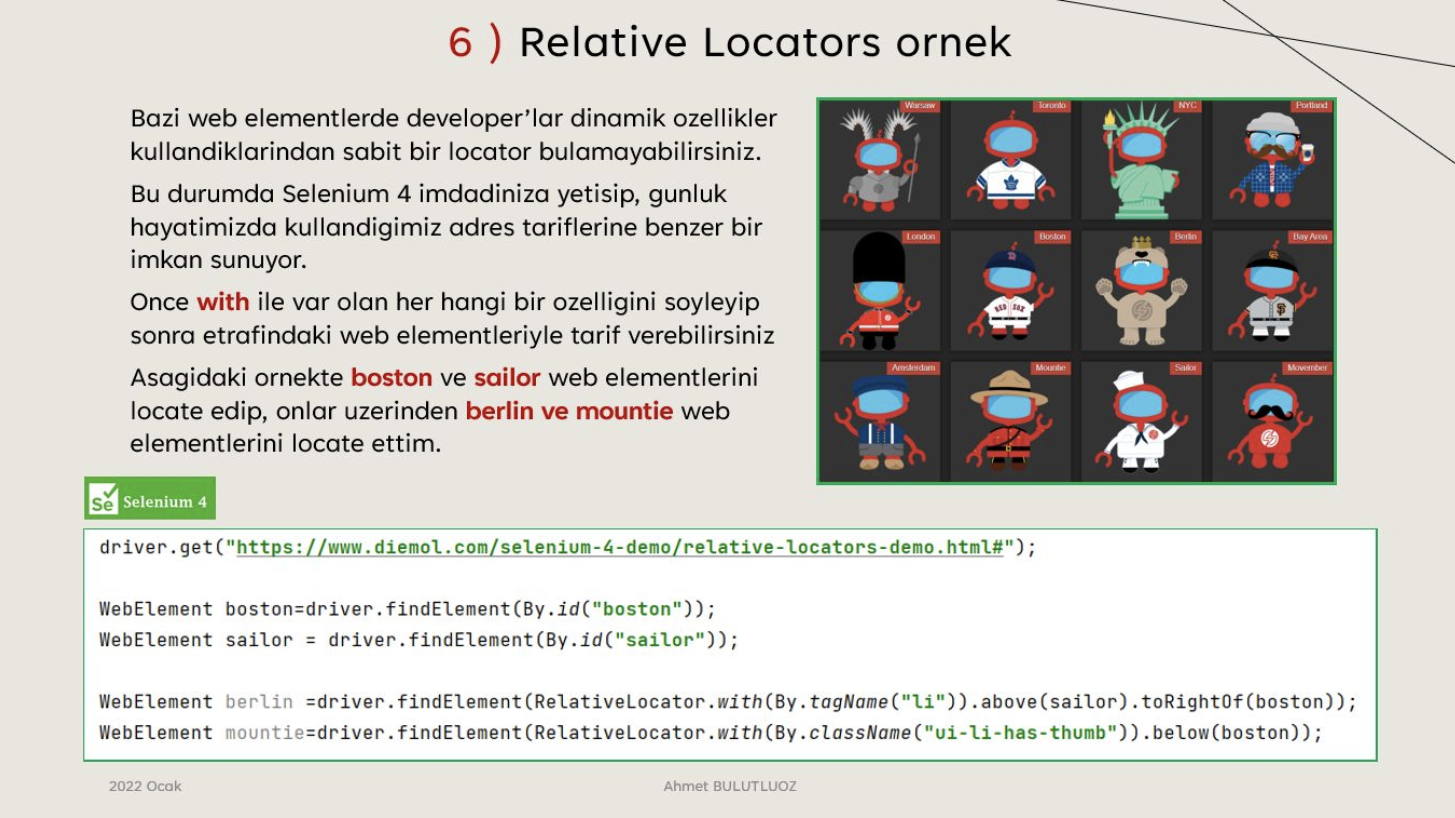 6 ) Relative Locators ornek
Bazi web elementlerde developer’lar dinamik ozellikler
kullandiklarindan sabit bir locator bulamayabilirsiniz.
Bu durumda Selenium 4 imdadiniza yetisip, gunluk
hayatimizda kullandigimiz adres tariflerine benzer bir
imkan sunuyor.
Once with ile var olan her hangi bir ozelligini soyleyip
sonra etrafindaki web elementleriyle tarif verebilirsiniz
Asagidaki ornekte boston ve sailor web elementlerini
locate edip, onlar uzerinden berlin ve mountie web
elementlerini locate ettim.
Warsaw
Toronto
NYC
Portland
London
Boston
Berlin
Bay Area
RED SOX
Amsterdam
Mountie
Sailor
Movember
Se Selenium 4
driver.get("https://www.diemol.com/selenium-4-demo/relative-locators-demo.html#");
WebElement boston=driver.findElement(By.id("boston"));
WebElement sailor = driver.findElement(By.id("sailor"));
WebElement berlin =driver.findElement(RelativeLocator.with(By.tagName("li")).above(sailor).toRightOf(boston));
WebElement mountie=driver.findElement(RelativeLocator.with(By.className("ui-li-has-thumb")).below(boston));
2022 Ocak
Ahmet BULUTLUOZ